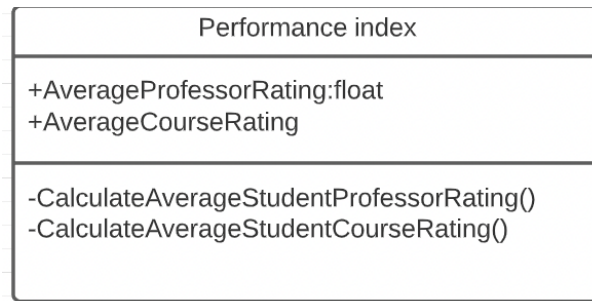 Performance index
+AverageProfessorRating:float
+AverageCourseRating
-CalculateAverageStudentProfessorRating()
-CalculateAverageStudentCourseRating()